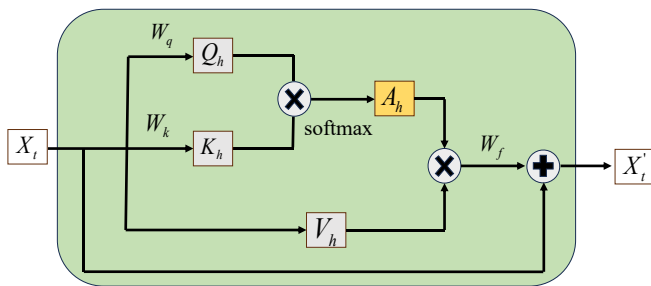 W_q
Q_h
A_h
softmax
X_t
W_k
K_h
W_f
X_t'
V_h